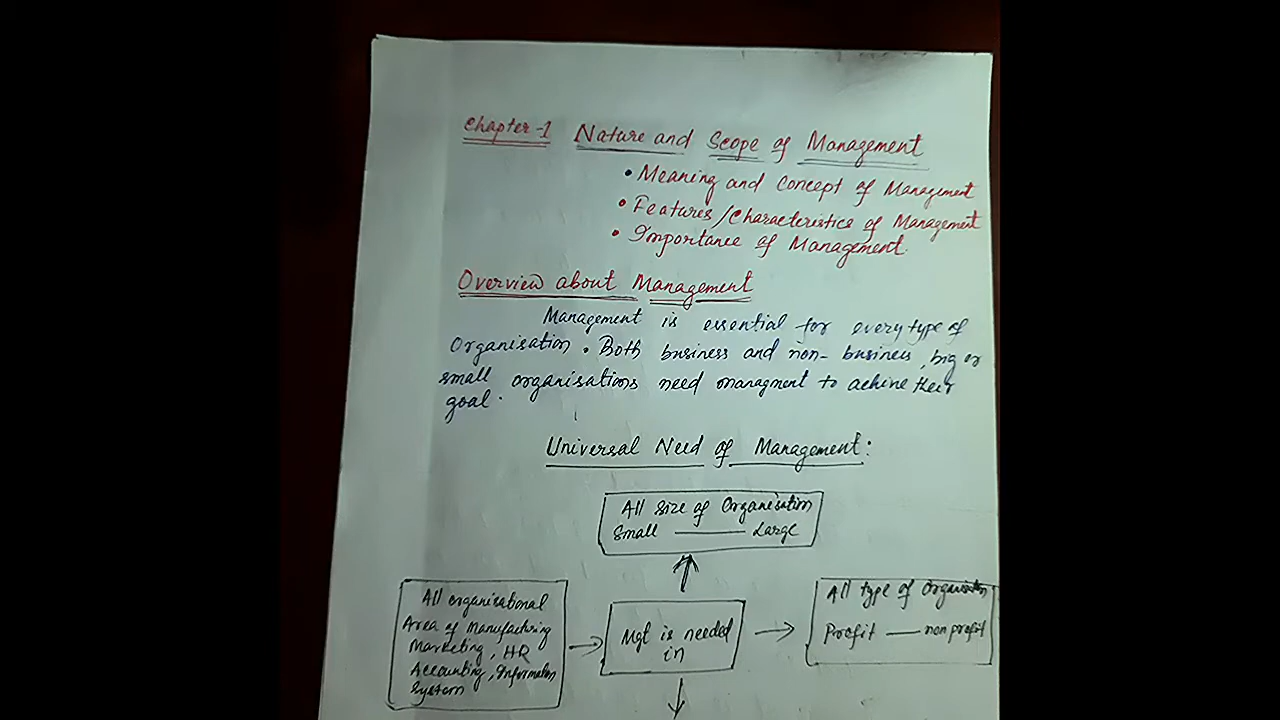 Chapter-1 Nature and Scope of Management
• Meaning and Concept of Management
• Features/Characteristics of Management
• Importance of Management.
Overview about Management
Management is essential for every type of
Organisation. Both business and non-business, big or
small organisations need managment to achive their
goal.
Universal Need of Management:
All size of Organisation
Small —— Large
All organisational
Area of Manufacturing
Marketing, HR
Accounting, Information
System
Mgt is needed
in
All type of Organisation
Profit — non profit